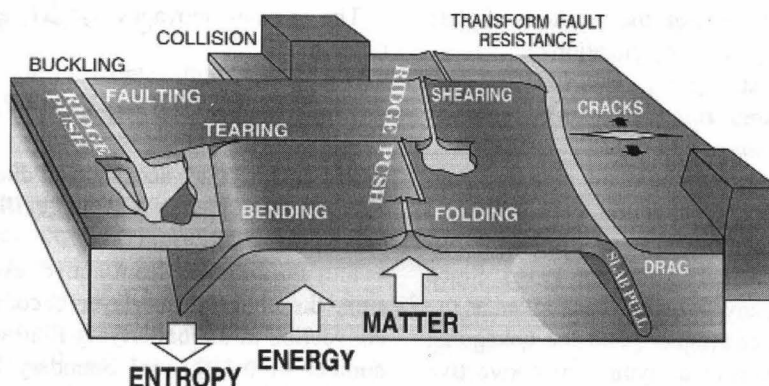 TRANSFORM FAULT
RESISTANCE
COLLISION
BUCKLING
FAULTING
RIDGE
PUSH
TEARING
RIDGE PUSH
SHEARING
CRACKS
BENDING
FOLDING
SLAB PULL
DRAG
MATTER
ENERGY
ENTROPY